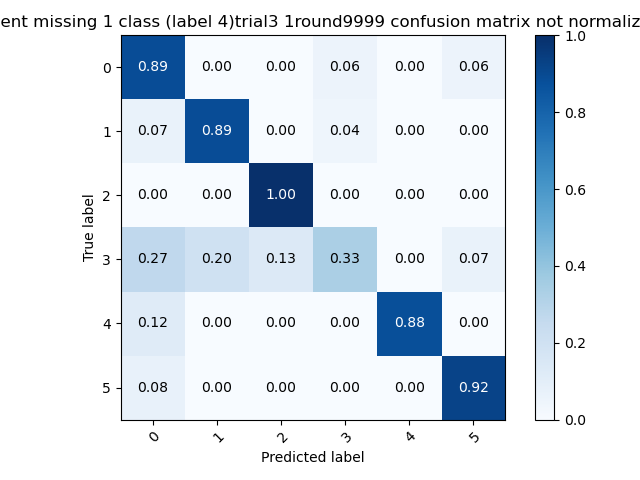 ent missing 1 class (label 4)trial3 1round9999 confusion matrix not normaliz
1.0
0 0.89 0.00 0.00 0.06 0.00 0.06
0.8
1 0.07 0.89 0.00 0.04 0.00 0.00
2 0.00 0.00 1.00 0.00 0.00 0.00
0.6
True label
3 0.27 0.20 0.13 0.33 0.00 0.07
0.4
4 0.12 0.00 0.00 0.00 0.88 0.00
0.2
5 0.08 0.00 0.00 0.00 0.00 0.92
0.0
0 1 2 3 4 5
Predicted label